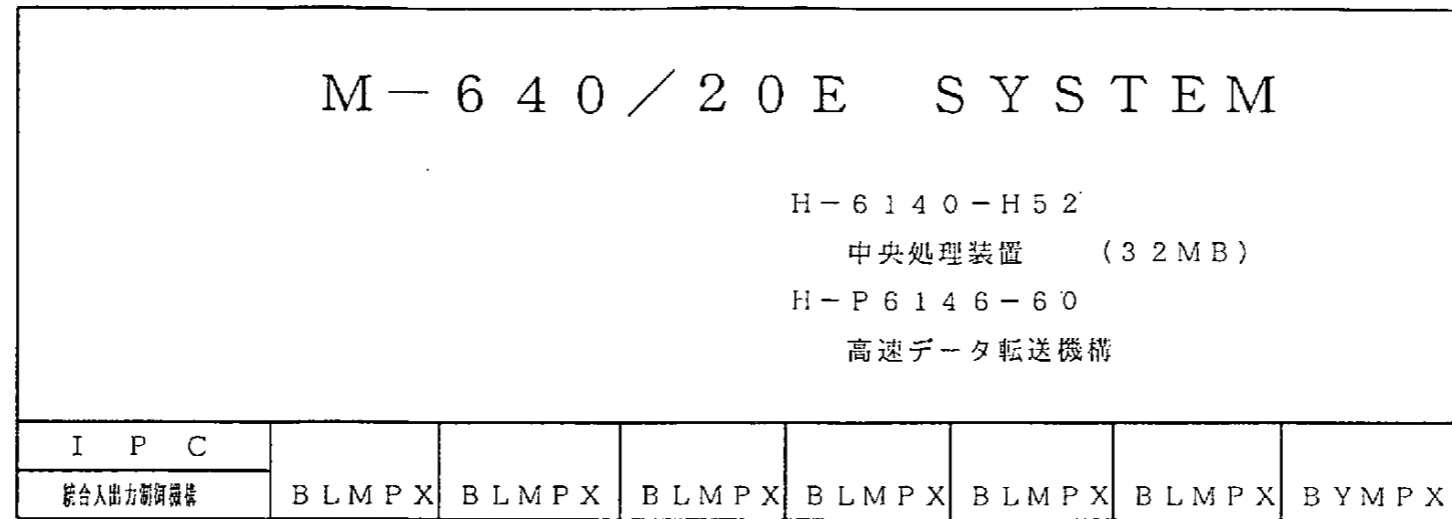 M－640／20E SYSTEM
H－6140－H52
中央処理装置 (32MB)
H－P6146－60
高速データ転送機構
IPC
統合入出力制御機構 BLMPX BLMPX BLMPX BLMPX BLMPX BLMPX BYMPX